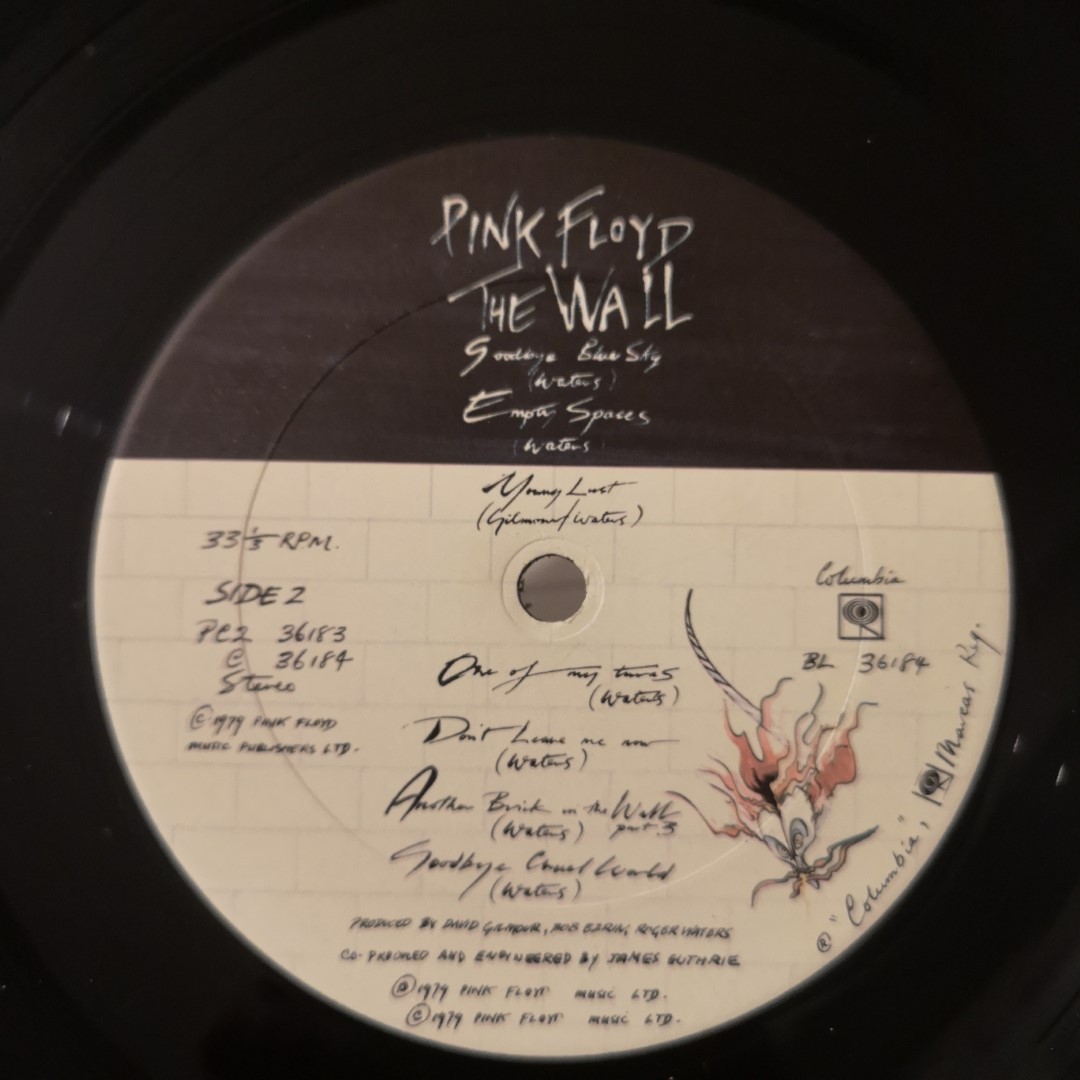 PINK FLOYD
THE WALL
Goodbye Blue Sky
(Waters)
Empty Spaces
(Waters)
Young Lust
(Gilmour/Waters)
33 1/3 RPM.
SIDE 2
PC2 36183
C 36184
Stereo
© 1979 PINK FLOYD
MUSIC PUBLISHERS LTD.
Columbia
BL 36184
One of my turns
(Waters)
Don't Leave me now
(Waters)
Another Brick in the Wall
(Waters) part 3
Goodbye Cruel World
(Waters)
PRODUCED BY DAVID GILMOUR, BOB EZRIN, ROGER WATERS
CO-PRODUCED AND ENGINEERED BY JAMES GUTHRIE
℗ 1979 PINK FLOYD MUSIC LTD.
© 1979 PINK FLOYD MUSIC LTD.
® "Columbia", Marcas Reg.